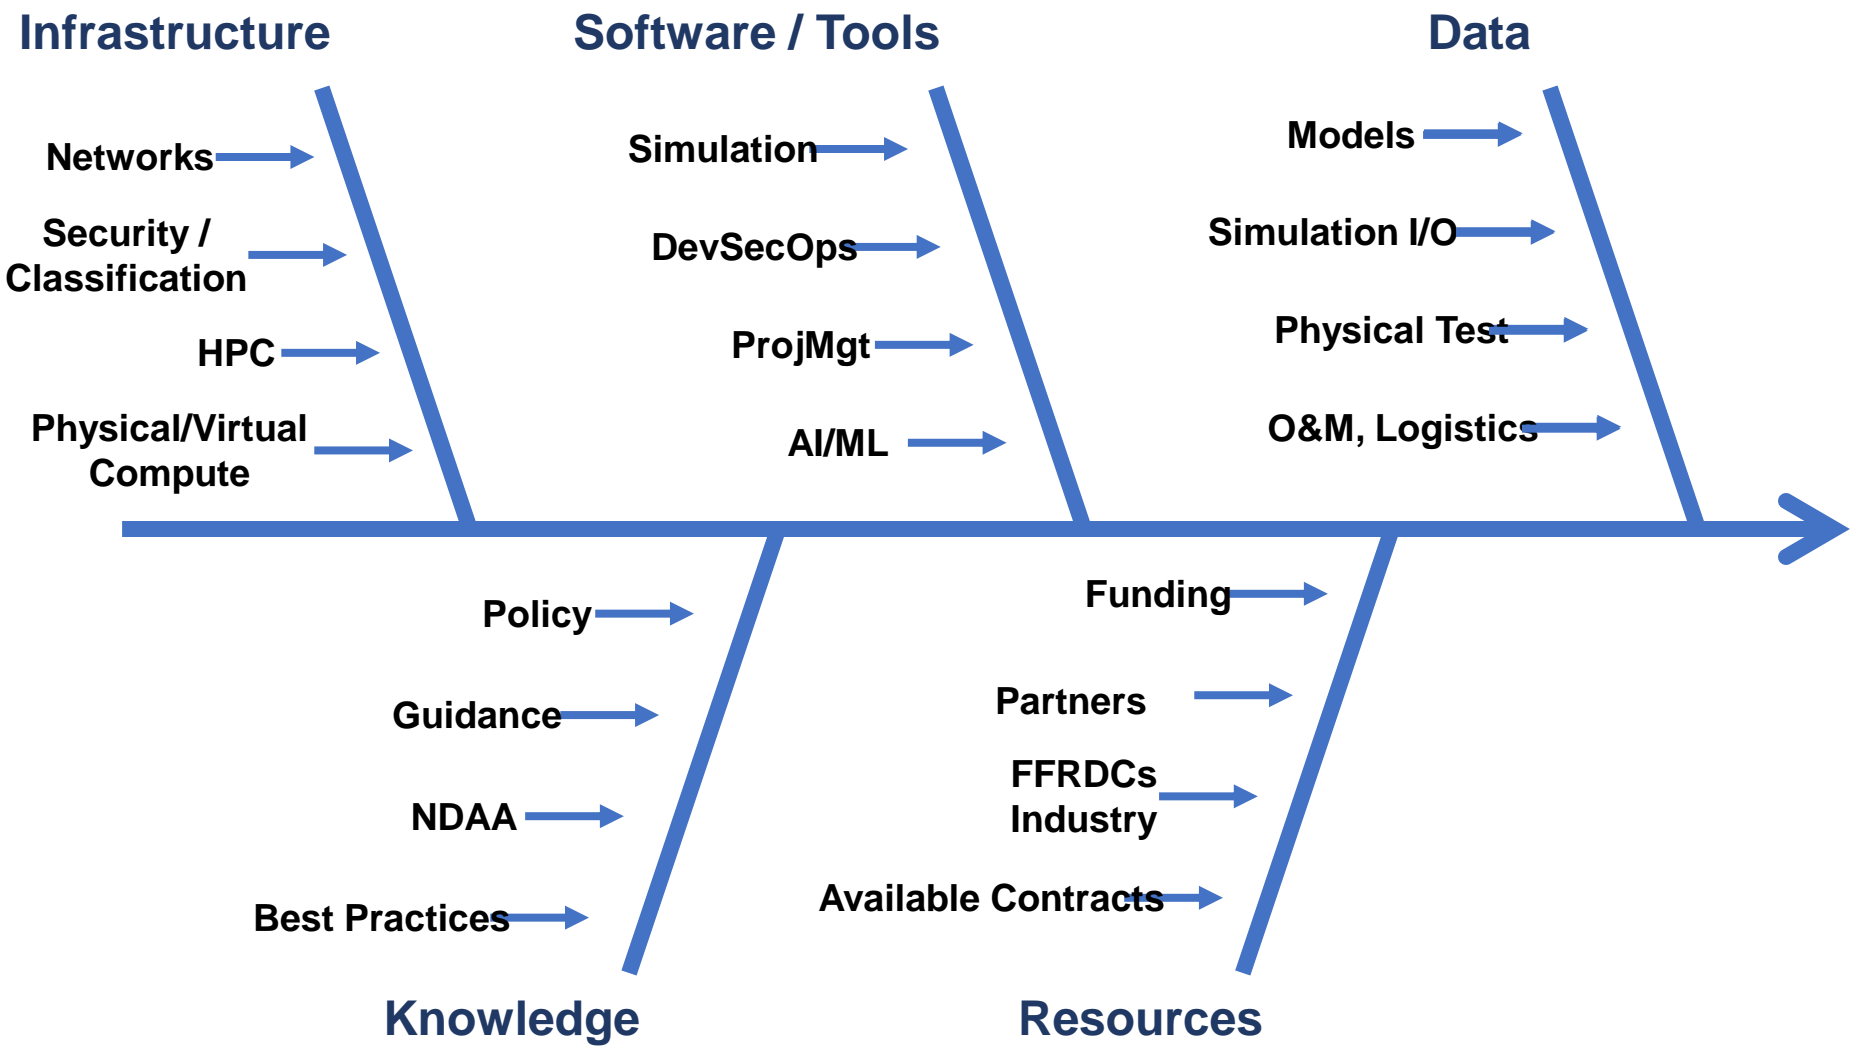 Infrastructure
Software / Tools
Data
Networks
Security /
Classification
HPC
Physical/Virtual
Compute
Simulation
DevSecOps
ProjMgt
AI/ML
Models
Simulation I/O
Physical Test
O&M, Logistics
Policy
Guidance
NDAA
Best Practices
Funding
Partners
FFRDCs
Industry
Available Contracts
Knowledge
Resources